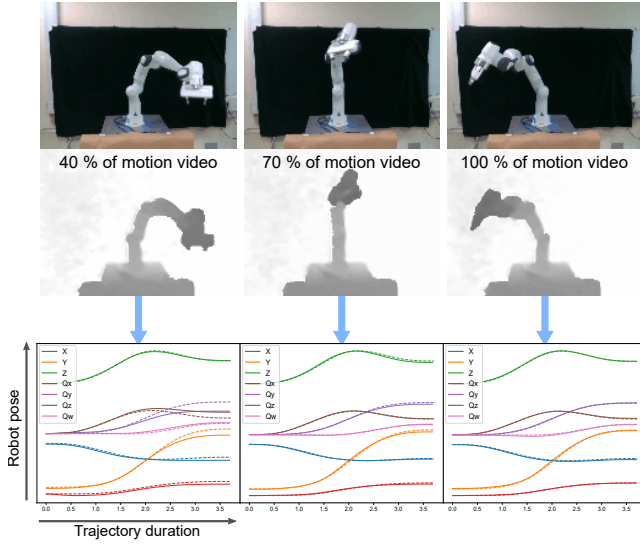 40 % of motion video 70 % of motion video 100 % of motion video
X
Y
Z
Qx
Qy
Qz
Qw
X
Y
Z
Qx
Qy
Qz
Qw
X
Y
Z
Qx
Qy
Qz
Qw
Robot pose
0.0 0.5 1.0 1.5 2.0 2.5 3.0 3.5 0.0 0.5 1.0 1.5 2.0 2.5 3.0 3.5 0.0 0.5 1.0 1.5 2.0 2.5 3.0 3.5
Trajectory duration